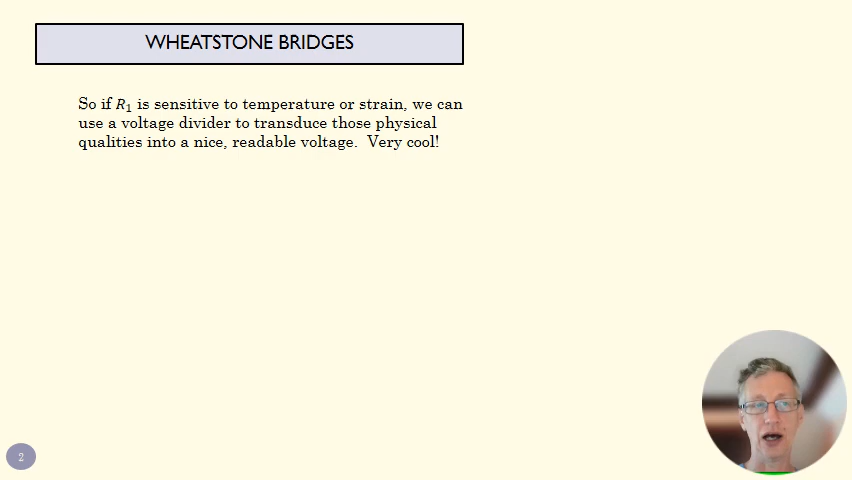 WHEATSTONE BRIDGES
So if R₁ is sensitive to temperature or strain, we can
use a voltage divider to transduce those physical
qualities into a nice, readable voltage.  Very cool!
2